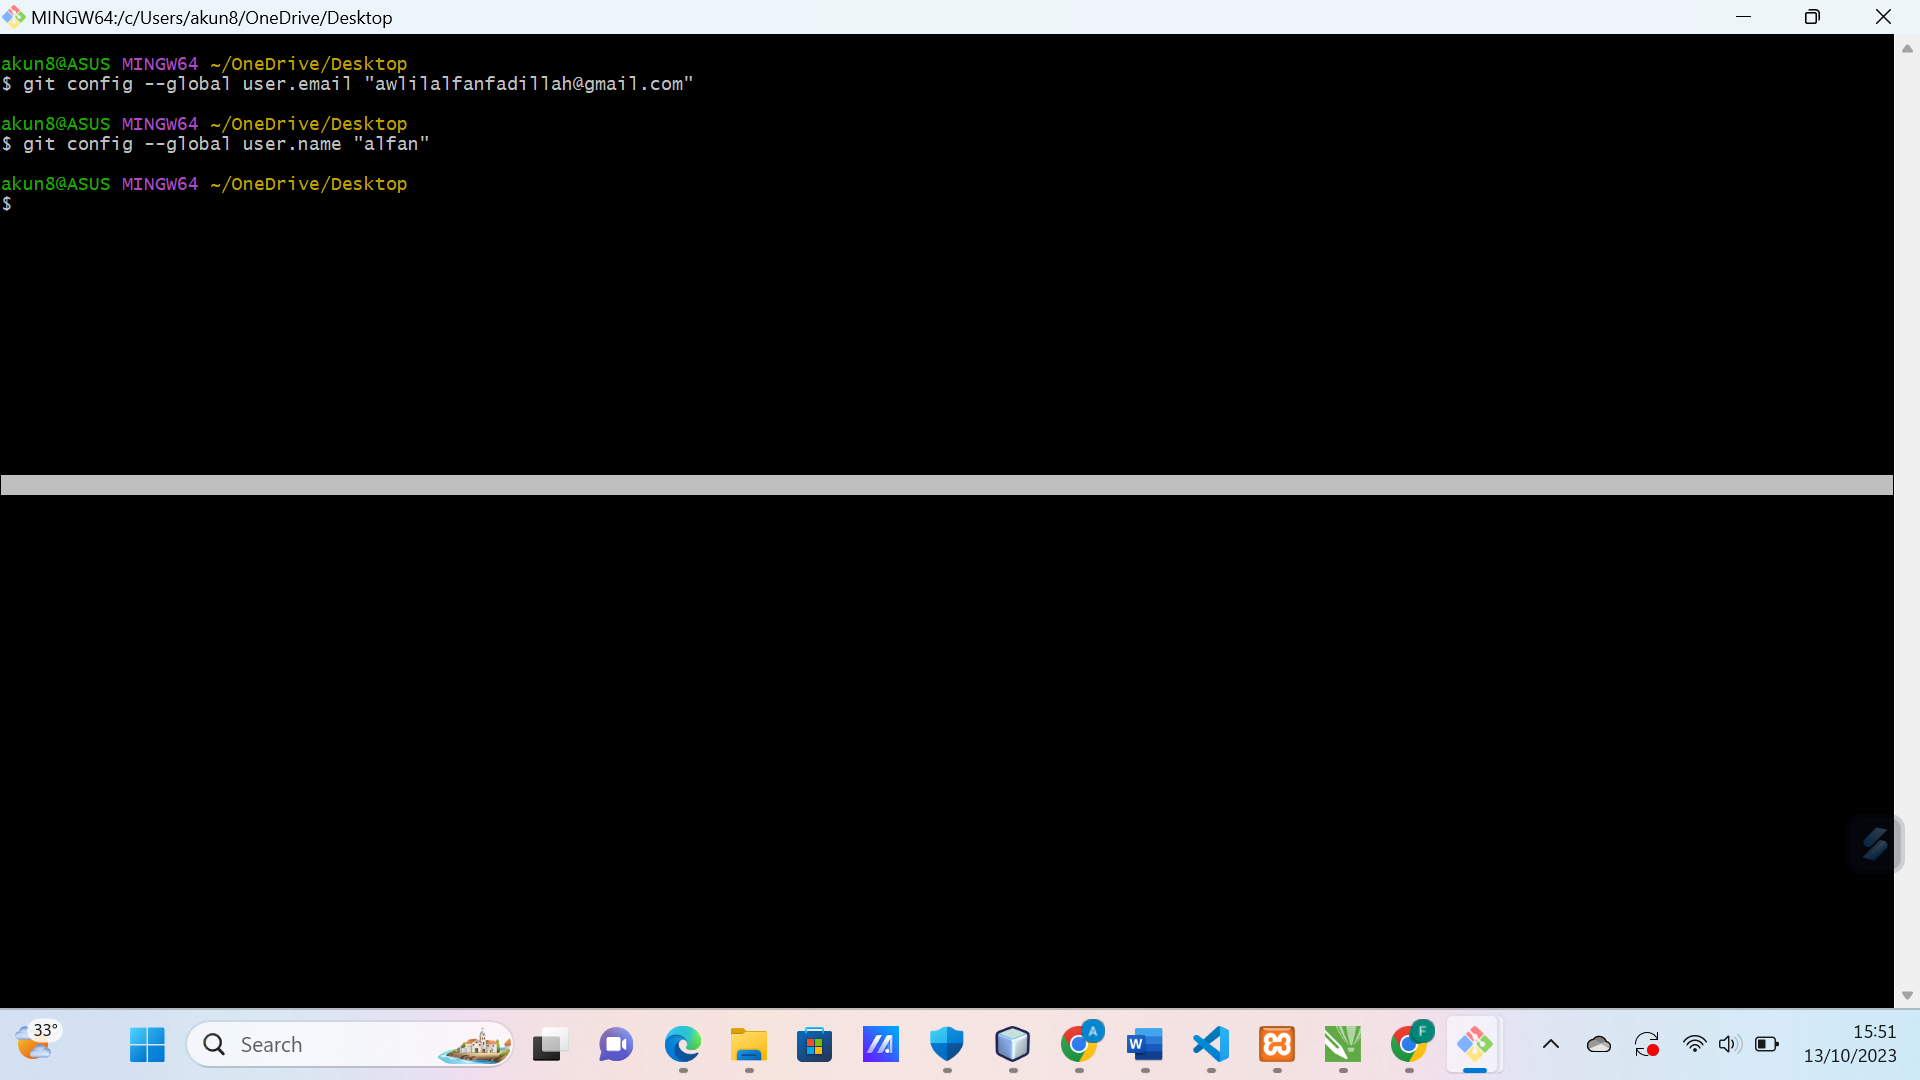 MINGW64:/c/Users/akun8/OneDrive/Desktop
akun8@ASUS MINGW64 ~/OneDrive/Desktop
$ git config --global user.email "awlilalfanfadillah@gmail.com"
akun8@ASUS MINGW64 ~/OneDrive/Desktop
$ git config --global user.name "alfan"
akun8@ASUS MINGW64 ~/OneDrive/Desktop
$
33°
Search
A
W
F
15:51
13/10/2023